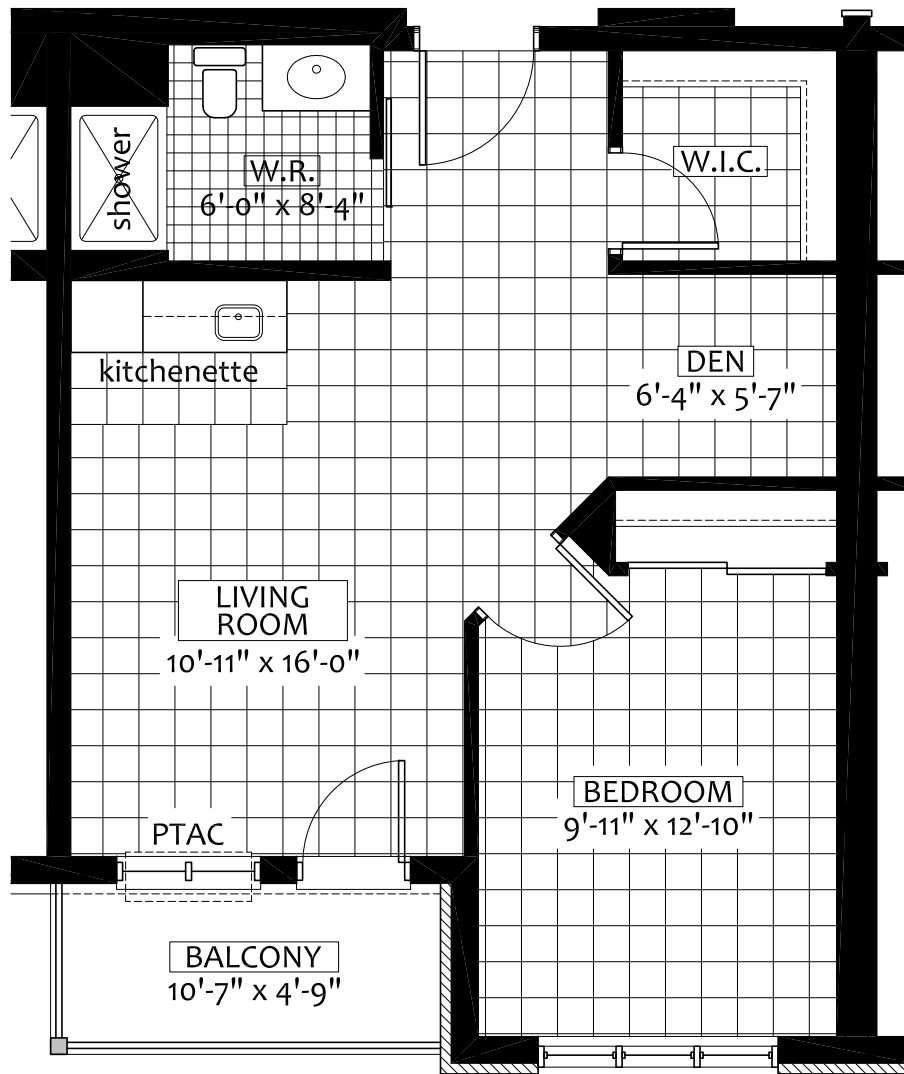 shower
W.R.
6'-0" x 8'-4"
W.I.C.
kitchenette
DEN
6'-4" x 5'-7"
LIVING
ROOM
10'-11" x 16'-0"
BEDROOM
9'-11" x 12'-10"
PTAC
BALCONY
10'-7" x 4'-9"